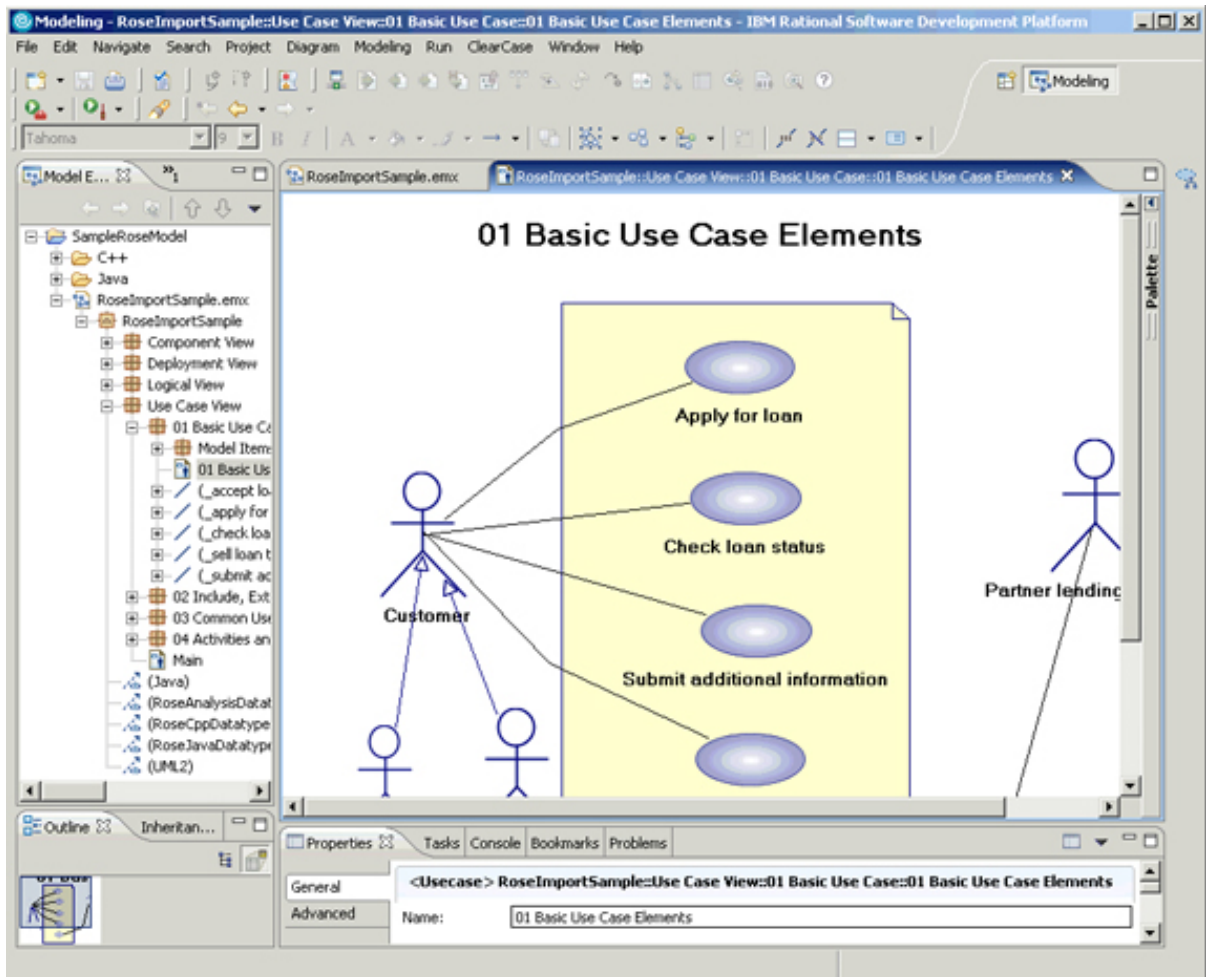 Modeling - RoseImportSample::Use Case View::01 Basic Use Case::01 Basic Use Case Elements - IBM Rational Software Development Platform
File Edit Navigate Search Project Diagram Modeling Run ClearCase Window Help
Modeling
Tahoma 9 B I A
Model E...
RoseImportSample.emx
RoseImportSample::Use Case View::01 Basic Use Case::01 Basic Use Case Elements
SampleRoseModel
C++
Java
RoseImportSample.emx
RoseImportSample
Component View
Deployment View
Logical View
Use Case View
01 Basic Use Ca
Model Items
01 Basic Us
(_accept lo
(_apply for
(_check loa
(_sell loan t
(_submit ac
02 Include, Ext
03 Common Use
04 Activities an
Main
(Java)
(RoseAnalysisDatat
(RoseCppDatatype
(RoseJavaDatatype
(UML2)
01 Basic Use Case Elements
Palette
Apply for loan
Check loan status
Customer
Partner lending
Submit additional information
Outline
Inheritan...
Properties Tasks Console Bookmarks Problems
General
Advanced
<Usecase> RoseImportSample::Use Case View::01 Basic Use Case::01 Basic Use Case Elements
Name: 01 Basic Use Case Elements